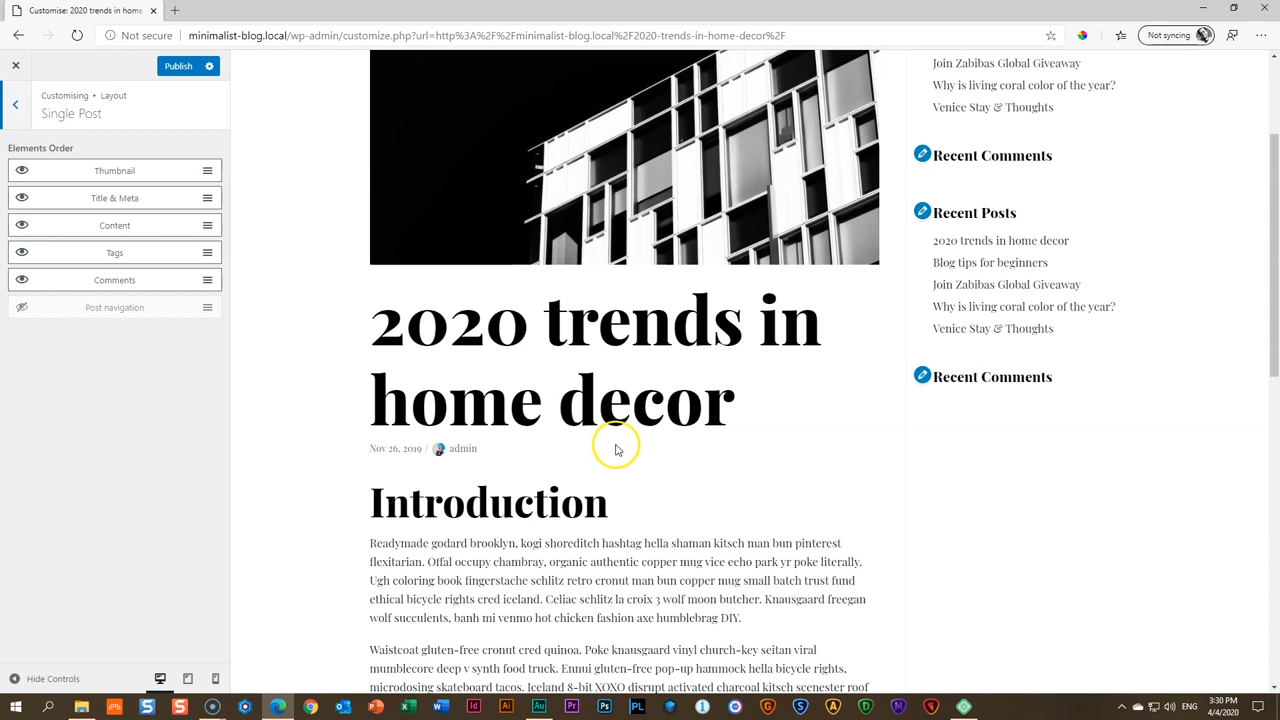 Customise 2020 trends in home
Not secure
minimalist-blog.local/wp-admin/customize.php?url=http%3A%2F%2Fminimalist-blog.local%2F2020-trends-in-home-decor%2F
Not syncing
Publish
Customising ▸ Layout
Single Post
Elements Order
Thumbnail
Title & Meta
Content
Tags
Comments
Post navigation
Hide Controls
2020 trends in
home decor
Nov 26, 2019 / admin
Introduction
Readymade godard brooklyn, kogi shoreditch hashtag hella shaman kitsch man bun pinterest
flexitarian. Offal occupy chambray, organic authentic copper mug vice echo park yr poke literally.
Ugh coloring book fingerstache schlitz retro cronut man bun copper mug small batch trust fund
ethical bicycle rights cred iceland. Celiac schlitz la croix 3 wolf moon butcher. Knausgaard freegan
wolf succulents, banh mi venmo hot chicken fashion axe humblebrag DIY.
Waistcoat gluten-free cronut cred quinoa. Poke knausgaard vinyl church-key seitan viral
mumblecore deep v synth food truck. Ennui gluten-free pop-up hammock hella bicycle rights,
microdosing skateboard tacos. Iceland 8-bit XOXO disrupt activated charcoal kitsch scenester roof
Join Zabibas Global Giveaway
Why is living coral color of the year?
Venice Stay & Thoughts
Recent Comments
Recent Posts
2020 trends in home decor
Blog tips for beginners
Join Zabibas Global Giveaway
Why is living coral color of the year?
Venice Stay & Thoughts
Recent Comments
3:30 PM
4/4/2020